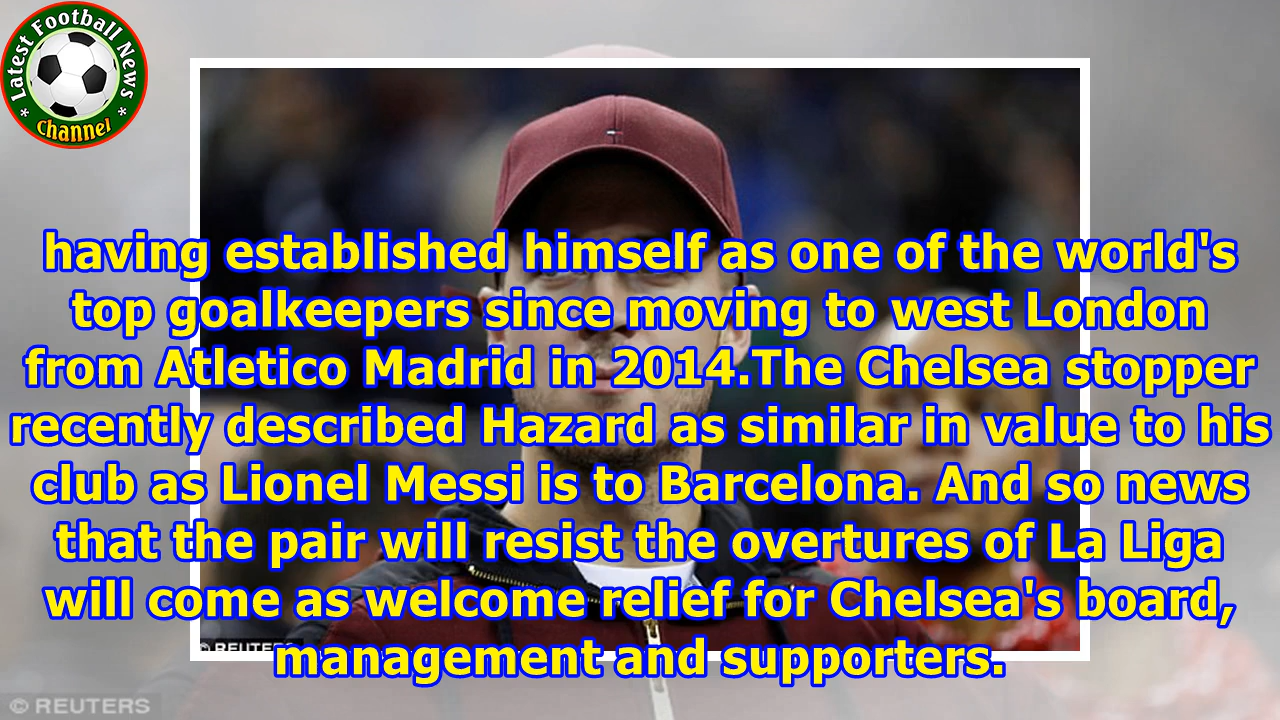 * Latest Football News *
Channel
having established himself as one of the world's
top goalkeepers since moving to west London
from Atletico Madrid in 2014.The Chelsea stopper
recently described Hazard as similar in value to his
club as Lionel Messi is to Barcelona. And so news
that the pair will resist the overtures of La Liga
will come as welcome relief for Chelsea's board,
management and supporters.
© REUTERS
© REUTERS